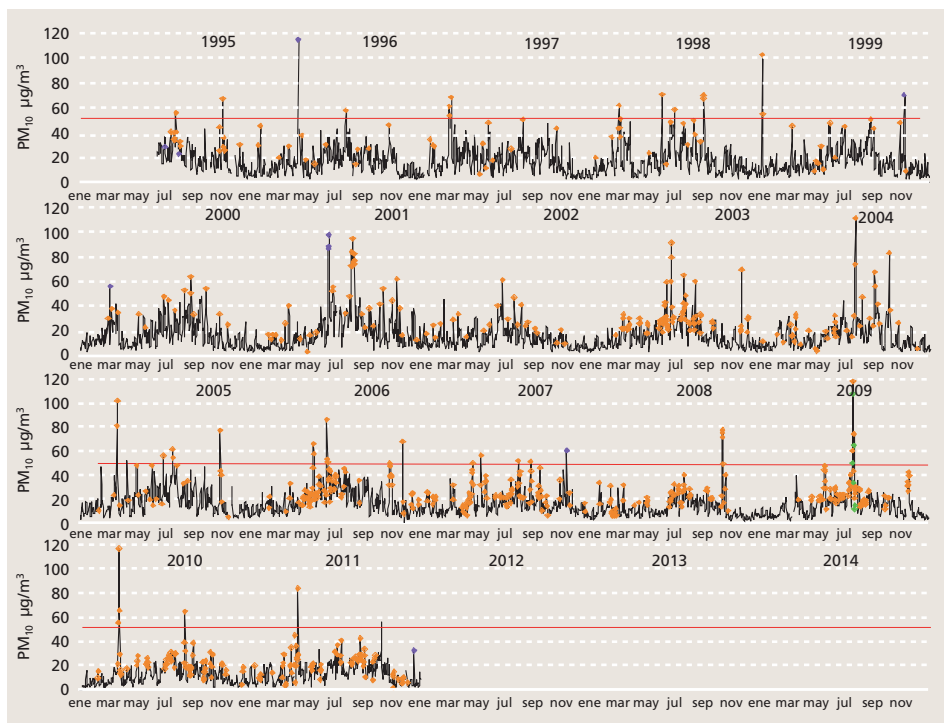 120
100
80
60
40
20
0
PM₁₀ µg/m³
1995 1996 1997 1998 1999
ene mar may jul sep nov ene mar may jul sep nov ene mar may jul sep nov ene mar may jul sep nov ene mar may jul sep nov
120
100
80
60
40
20
0
PM₁₀ µg/m³
2000 2001 2002 2003 2004
ene mar may jul sep nov ene mar may jul sep nov ene mar may jul sep nov ene mar may jul sep nov ene mar may jul sep nov
120
100
80
60
40
20
0
PM₁₀ µg/m³
2005 2006 2007 2008 2009
ene mar may jul sep nov ene mar may jul sep nov ene mar may jul sep nov ene mar may jul sep nov ene mar may jul sep nov
120
100
80
60
40
20
0
PM₁₀ µg/m³
2010 2011 2012 2013 2014
ene mar may jul sep nov ene mar may jul sep nov ene mar may jul sep nov ene mar may jul sep nov ene mar may jul sep nov